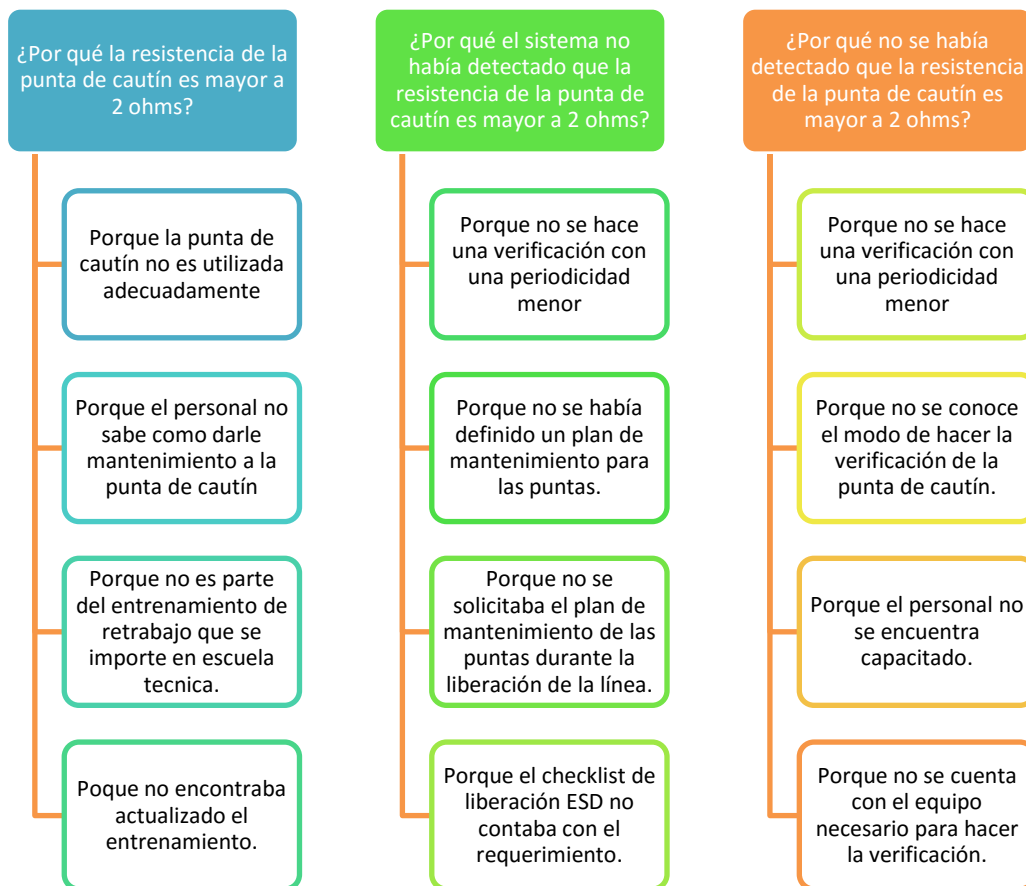 ¿Por qué la resistencia de la
punta de cautín es mayor a
2 ohms?
Porque la punta de
cautín no es utilizada
adecuadamente
Porque el personal no
sabe como darle
mantenimiento a la
punta de cautín
Porque no es parte
del entrenamiento de
retrabajo que se
importe en escuela
tecnica.
Poque no encontraba
actualizado el
entrenamiento.
¿Por qué el sistema no
había detectado que la
resistencia de la punta de
cautín es mayor a 2 ohms?
Porque no se hace
una verificación con
una periodicidad
menor
Porque no se había
definido un plan de
mantenimiento para
las puntas.
Porque no se
solicitaba el plan de
mantenimiento de las
puntas durante la
liberación de la línea.
Porque el checklist de
liberación ESD no
contaba con el
requerimiento.
¿Por qué no se había
detectado que la resistencia
de la punta de cautín es
mayor a 2 ohms?
Porque no se hace
una verificación con
una periodicidad
menor
Porque no se conoce
el modo de hacer la
verificación de la
punta de cautín.
Porque el personal no
se encuentra
capacitado.
Porque no se cuenta
con el equipo
necesario para hacer
la verificación.